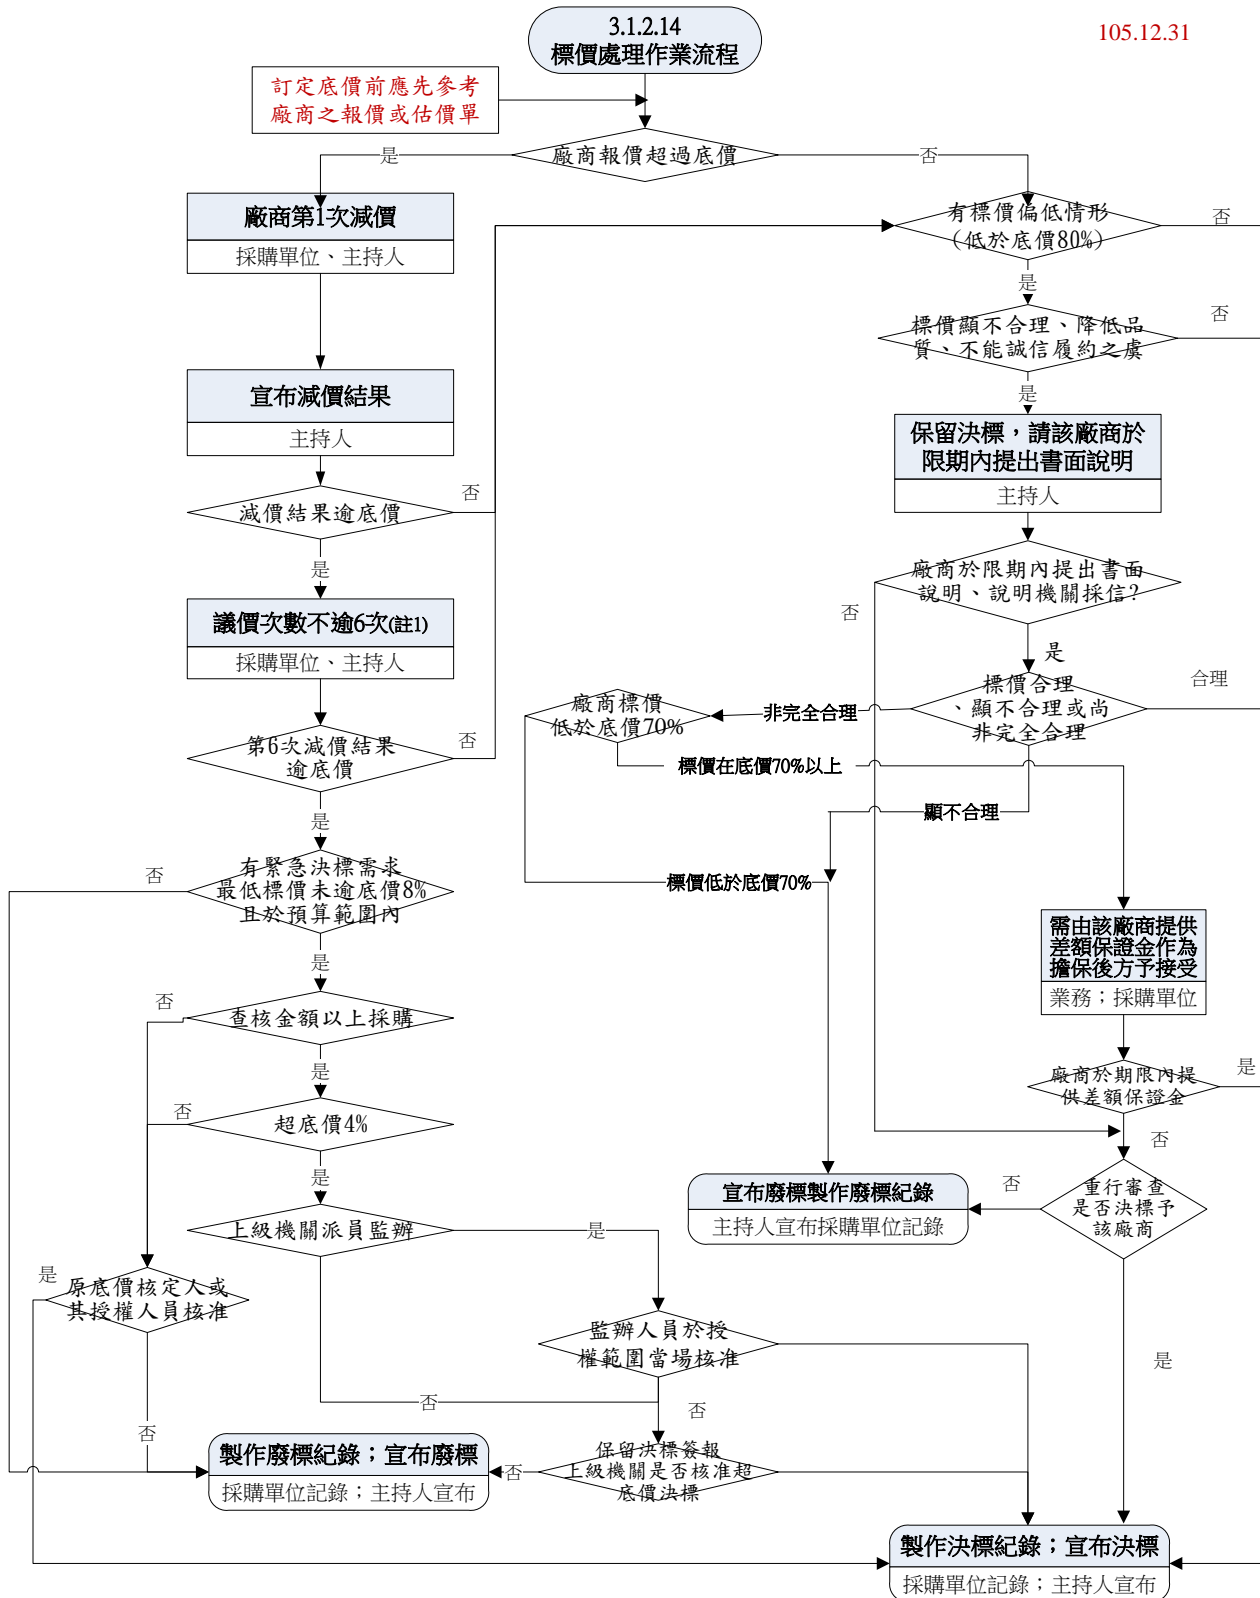 3.1.2.14
標價處理作業流程
105.12.31
訂定底價前應先參考
廠商之報價或估價單
廠商報價超過底價
是
否
廠商第1次減價
採購單位、主持人
有標價偏低情形
(低於底價80%)
否
是
標價顯不合理、降低品
質、不能誠信履約之虞
否
是
宣布減價結果
主持人
保留決標，請該廠商於
限期內提出書面說明
主持人
減價結果逾底價
否
是
廠商於限期內提出書面
說明、說明機關採信?
否
是
議價次數不逾6次(註1)
採購單位、主持人
標價合理
、顯不合理或尚
非完全合理
合理
非完全合理
廠商標價
低於底價70%
標價在底價70%以上
顯不合理
標價低於底價70%
第6次減價結果
逾底價
否
是
有緊急決標需求
最低標價未逾底價8%
且於預算範圍內
否
是
需由該廠商提供
差額保證金作為
擔保後方予接受
業務；採購單位
查核金額以上採購
否
是
廠商於期限內提
供差額保證金
是
否
超底價4%
否
是
宣布廢標製作廢標紀錄
主持人宣布採購單位記錄
否
重行審查
是否決標予
該廠商
是
上級機關派員監辦
是
否
原底價核定人或
其授權人員核准
是
否
監辦人員於授
權範圍當場核准
否
製作廢標紀錄；宣布廢標
採購單位記錄；主持人宣布
否
保留決標簽報
上級機關是否核准超
底價決標
製作決標紀錄；宣布決標
採購單位記錄；主持人宣布